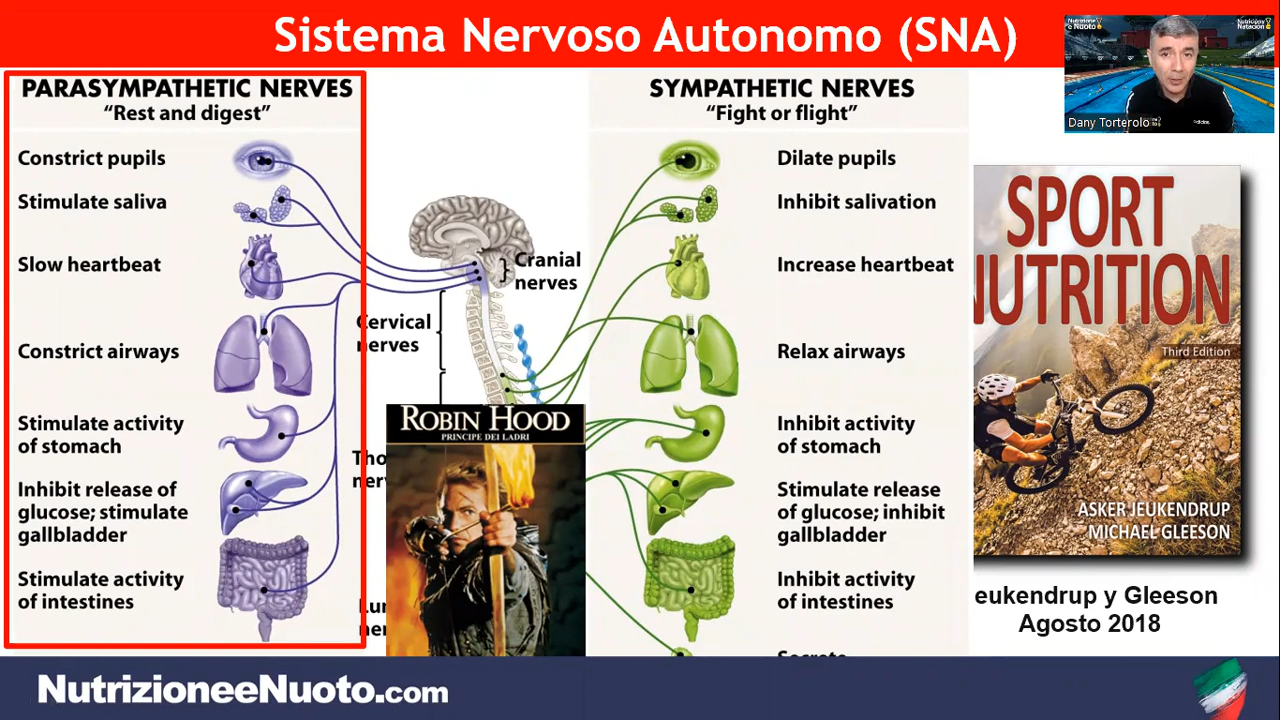 Sistema Nervoso Autonomo (SNA)
Nutrizione
e Nuoto
Nutrición y
Natación
Dany Torterolo
PARASYMPATHETIC NERVES
“Rest and digest”
Constrict pupils
Stimulate saliva
Slow heartbeat
Constrict airways
Stimulate activity
of stomach
Inhibit release of
glucose; stimulate
gallbladder
Stimulate activity
of intestines
Cranial
nerves
Cervical
nerves
ROBIN HOOD
PRINCIPE DEI LADRI
SYMPATHETIC NERVES
“Fight or flight”
Dilate pupils
Inhibit salivation
Increase heartbeat
Relax airways
Inhibit activity
of stomach
Stimulate release
of glucose; inhibit
gallbladder
Inhibit activity
of intestines
SPORT
NUTRITION
Third Edition
ASKER JEUKENDRUP
MICHAEL GLEESON
eukendrup y Gleeson
Agosto 2018
NutrizioneeNuoto.com